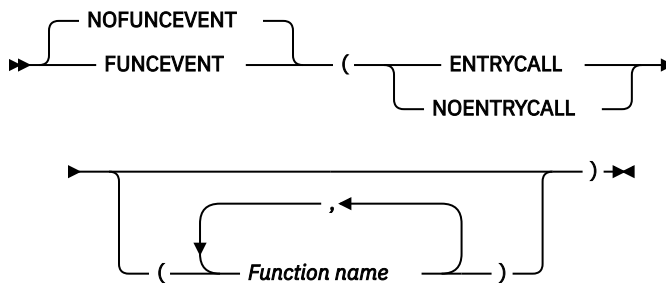 NOFUNCEVENT
FUNCEVENT ( ENTRYCALL
NOENTRYCALL
)
,
( Function name )